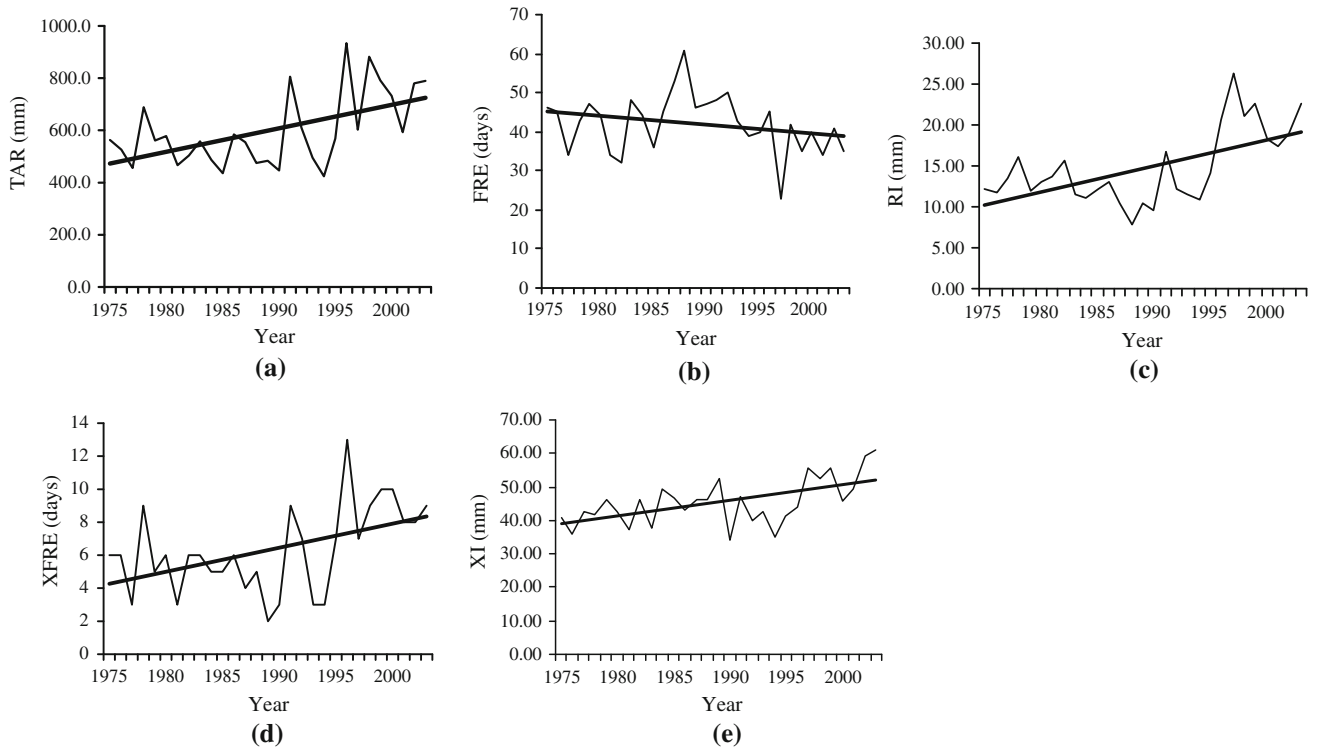 TAR (mm)
1000.0
800.0
600.0
400.0
200.0
0.0
1975 1980 1985 1990 1995 2000
Year
(a)
FRE (days)
70
60
50
40
30
20
10
0
1975 1980 1985 1990 1995 2000
Year
(b)
RI (mm)
30.00
25.00
20.00
15.00
10.00
5.00
0.00
1975 1980 1985 1990 1995 2000
Year
(c)
XFRE (days)
14
12
10
8
6
4
2
0
1975 1980 1985 1990 1995 2000
Year
(d)
XI (mm)
70.00
60.00
50.00
40.00
30.00
20.00
10.00
0.00
1975 1980 1985 1990 1995 2000
Year
(e)